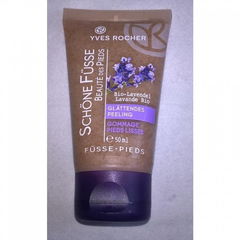 YVES ROCHER
SCHÖNE FÜSSE
BEAUTÉ DES PIEDS
Bio-Lavendel
Lavande Bio
GLÄTTENDES
PEELING
GOMMAGE
PIEDS LISSES
50 ml
FÜSSE - PIEDS